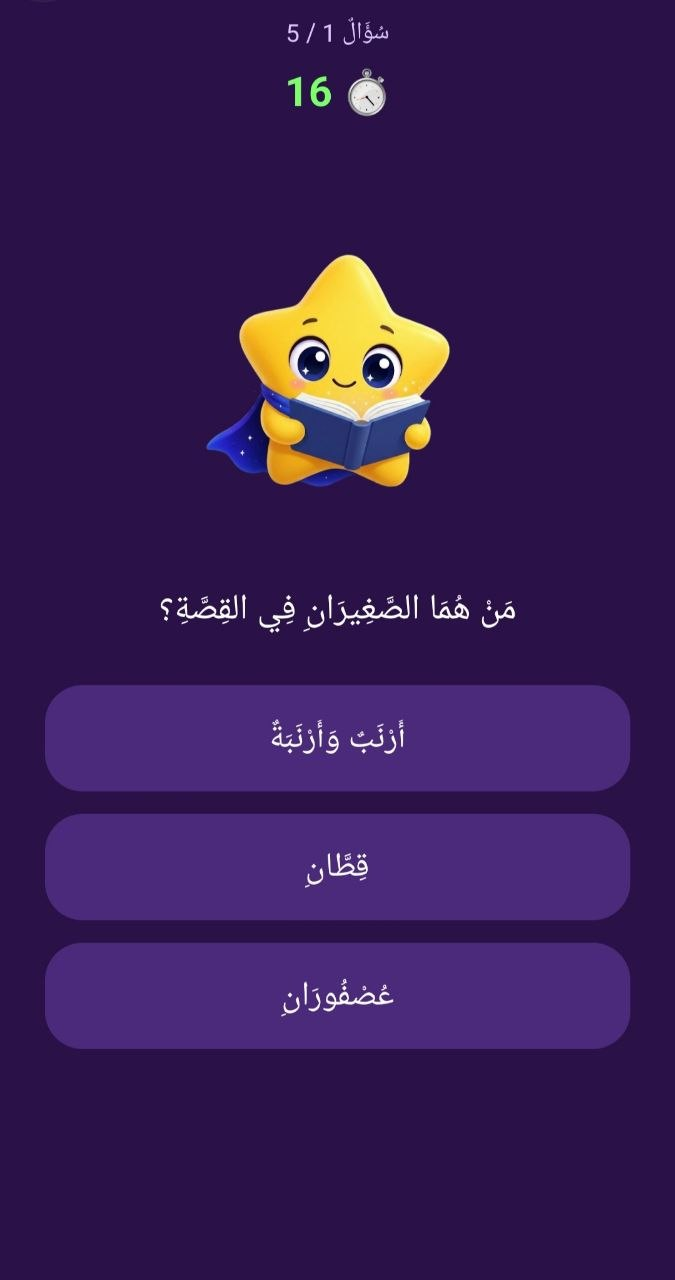 سُؤَالٌ 1 / 5
16
مَنْ هُمَا الصَّغِيرَانِ فِي القِصَّةِ؟
أَرْنَبٌ وَأَرْنَبَةٌ
قِطَّانِ
عُصْفُورَانِ